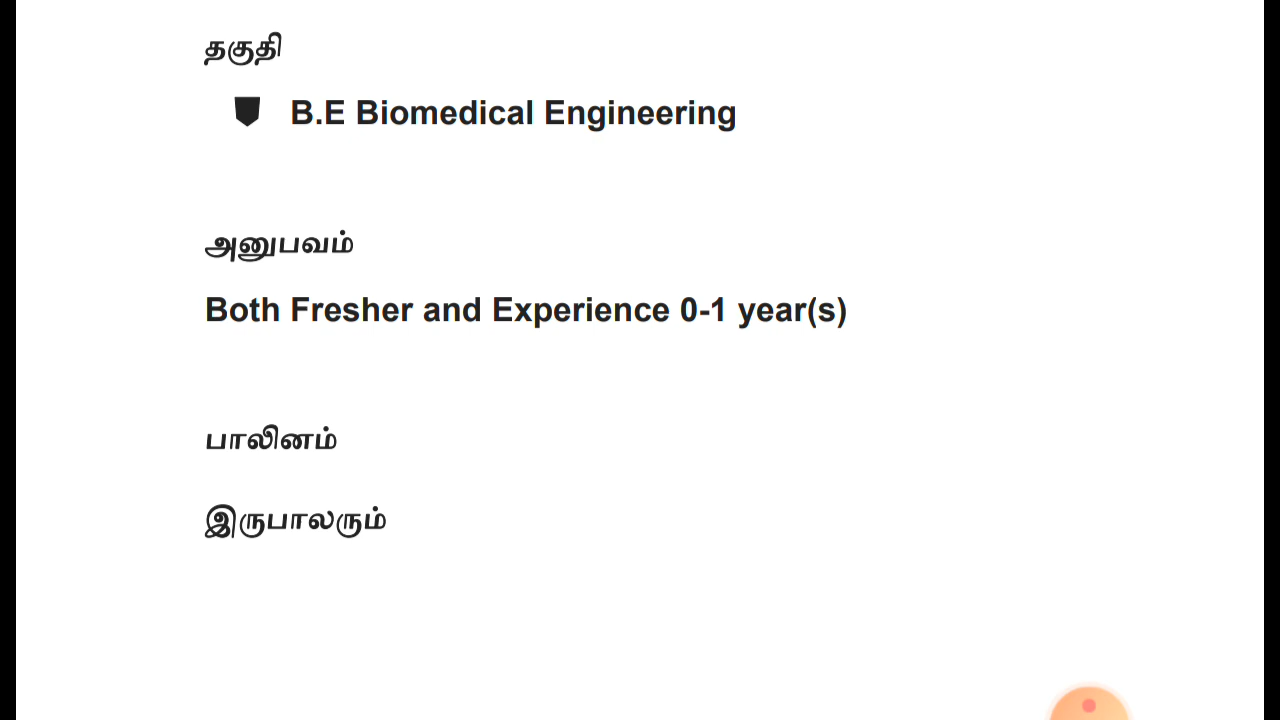 தகுதி
B.E Biomedical Engineering
அனுபவம்
Both Fresher and Experience 0-1 year(s)
பாலினம்
இருபாலரும்